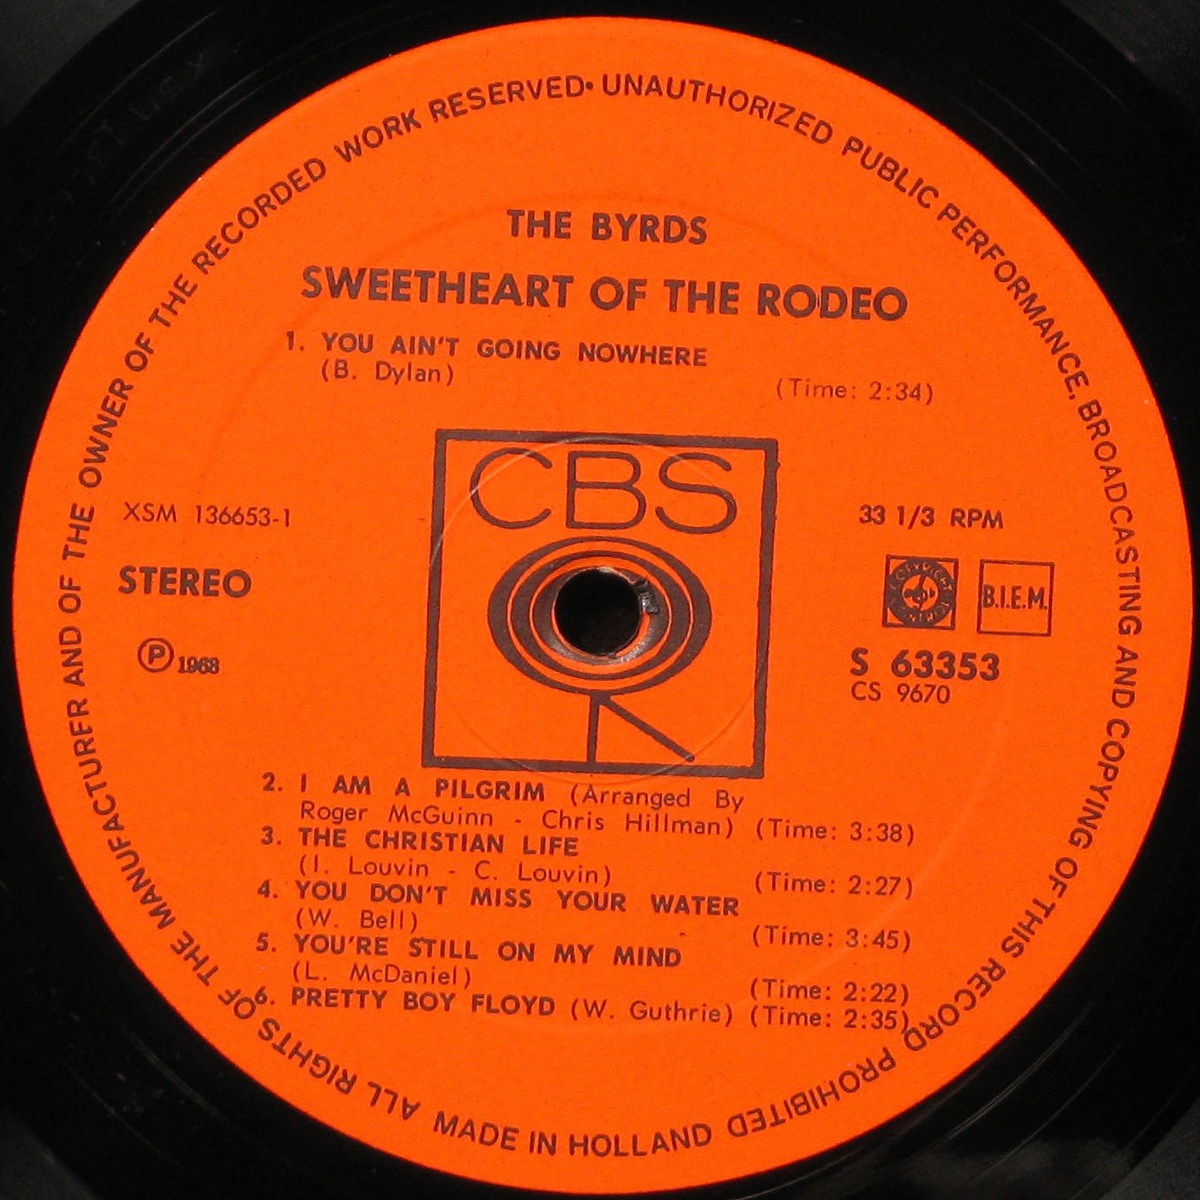 ALL RIGHTS OF THE MANUFACTURER AND OF THE OWNER OF THE RECORDED WORK RESERVED· UNAUTHORIZED PUBLIC PERFORMANCE, BROADCASTING AND COPYING OF THIS RECORD PROHIBITED
THE BYRDS
SWEETHEART OF THE RODEO
1. YOU AIN'T GOING NOWHERE
(B. Dylan)
(Time: 2:34)
CBS
XSM 136653-1
33 1/3 RPM
STEREO
COPYRIGHT CONTROL
B.I.E.M.
Ⓟ 1968
S 63353
CS 9670
2. I AM A PILGRIM (Arranged By
Roger McGuinn - Chris Hillman) (Time: 3:38)
3. THE CHRISTIAN LIFE
(I. Louvin - C. Louvin) (Time: 2:27)
4. YOU DON'T MISS YOUR WATER
(W. Bell) (Time: 3:45)
5. YOU'RE STILL ON MY MIND
(L. McDaniel) (Time: 2:22)
6. PRETTY BOY FLOYD (W. Guthrie) (Time: 2:35)
MADE IN HOLLAND